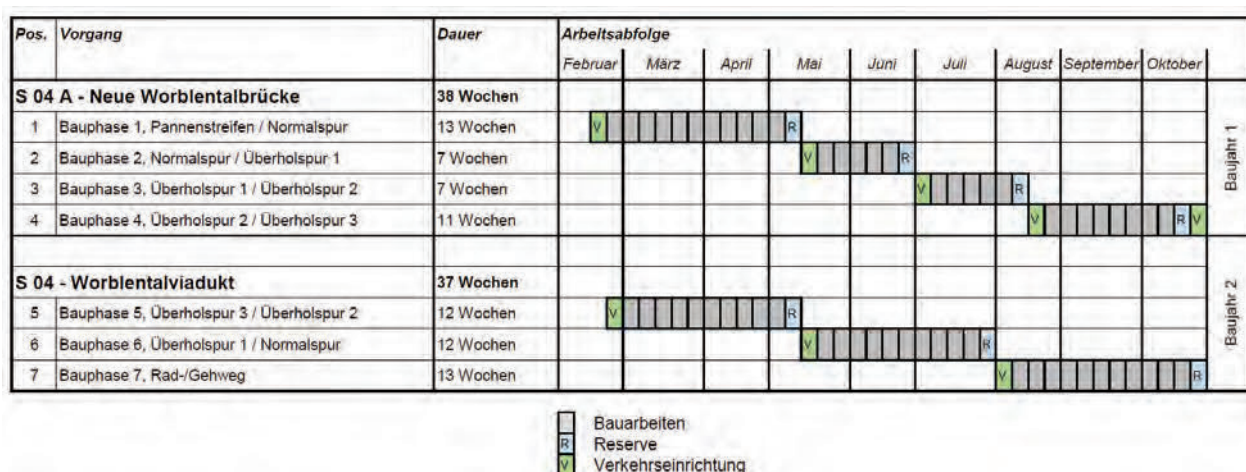 Pos. Vorgang Dauer Arbeitsabfolge
Februar März April Mai Juni Juli August September Oktober
S 04 A - Neue Worblentalbrücke 38 Wochen
1 Bauphase 1, Pannenstreifen / Normalspur 13 Wochen V R
2 Bauphase 2, Normalspur / Überholspur 1 7 Wochen V R
3 Bauphase 3, Überholspur 1 / Überholspur 2 7 Wochen V R
4 Bauphase 4, Überholspur 2 / Überholspur 3 11 Wochen V R V
Baujahr 1
S 04 - Worblentalviadukt 37 Wochen
5 Bauphase 5, Überholspur 3 / Überholspur 2 12 Wochen V R
6 Bauphase 6, Überholspur 1 / Normalspur 12 Wochen V R
7 Bauphase 7, Rad-/Gehweg 13 Wochen V R
Baujahr 2
Bauarbeiten
R Reserve
V Verkehrseinrichtung